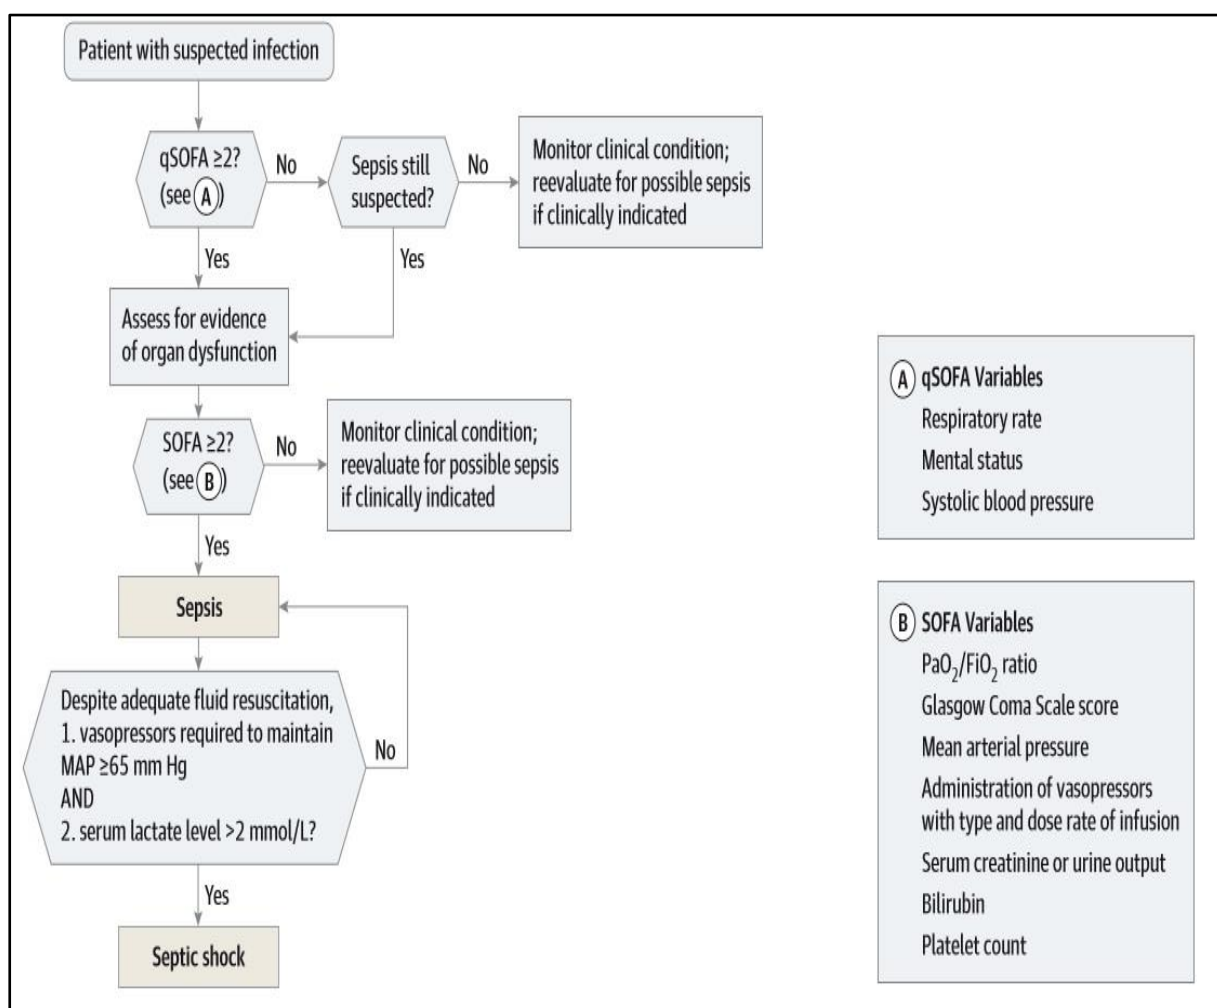 Patient with suspected infection
qSOFA ≥2?
(see A)
No
Sepsis still
suspected?
No
Monitor clinical condition;
reevaluate for possible sepsis
if clinically indicated
Yes
Yes
Assess for evidence
of organ dysfunction
SOFA ≥2?
(see B)
No
Monitor clinical condition;
reevaluate for possible sepsis
if clinically indicated
Yes
Sepsis
Despite adequate fluid resuscitation,
1. vasopressors required to maintain
MAP ≥65 mm Hg
AND
2. serum lactate level >2 mmol/L?
No
Yes
Septic shock
A qSOFA Variables
Respiratory rate
Mental status
Systolic blood pressure
B SOFA Variables
PaO2/FiO2 ratio
Glasgow Coma Scale score
Mean arterial pressure
Administration of vasopressors
with type and dose rate of infusion
Serum creatinine or urine output
Bilirubin
Platelet count